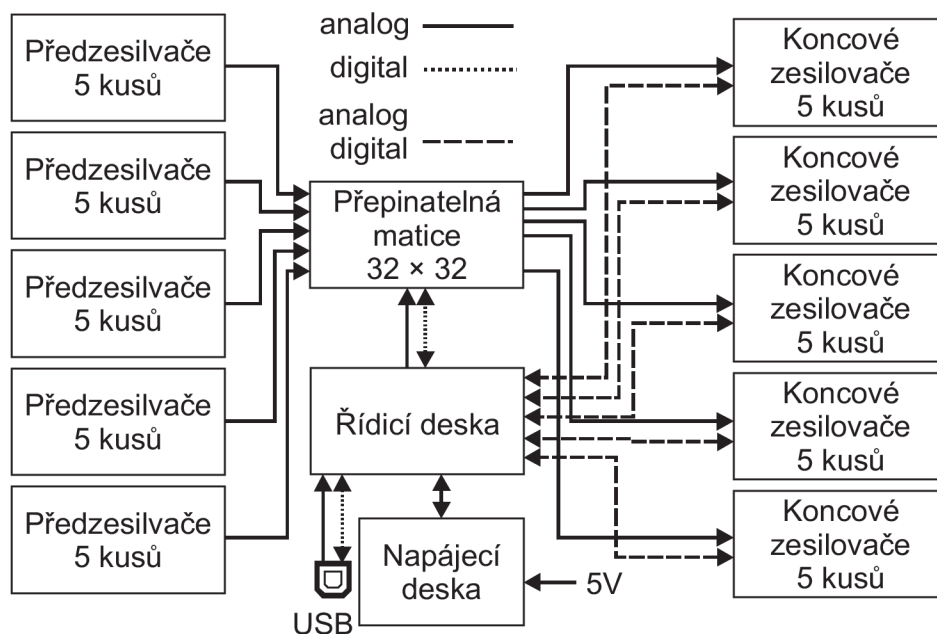 analog
digital
analog
digital
Předzesilvače
5 kusů
Předzesilvače
5 kusů
Předzesilvače
5 kusů
Předzesilvače
5 kusů
Předzesilvače
5 kusů
Přepinatelná
matice
32 × 32
Řídicí deska
Napájecí
deska
USB
5V
Koncové
zesilovače
5 kusů
Koncové
zesilovače
5 kusů
Koncové
zesilovače
5 kusů
Koncové
zesilovače
5 kusů
Koncové
zesilovače
5 kusů